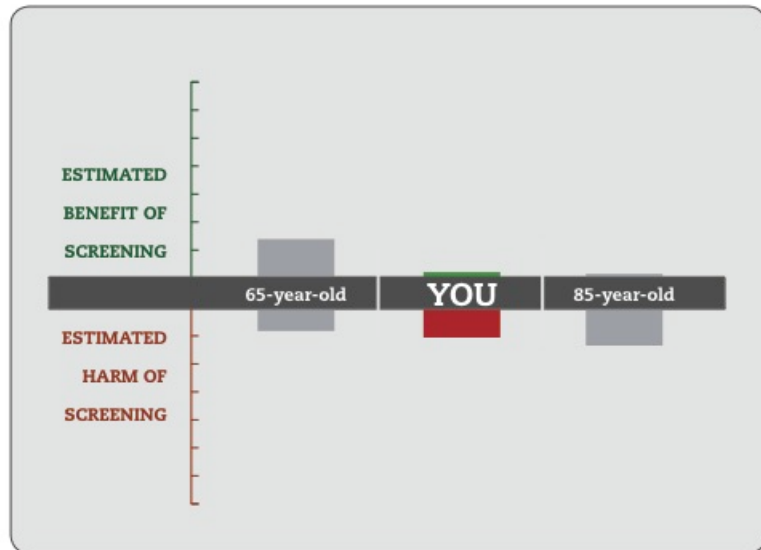 ESTIMATED
BENEFIT OF
SCREENING
65-year-old
YOU
85-year-old
ESTIMATED
HARM OF
SCREENING